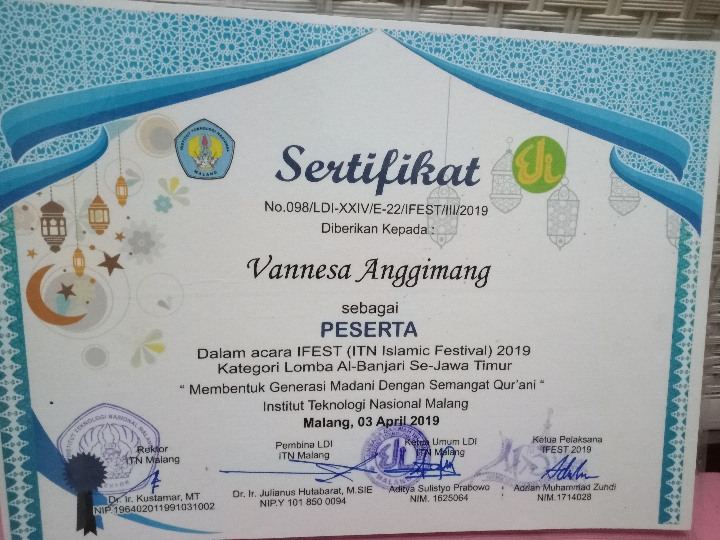 INSTITUT TEKNOLOGI NASIONAL
MALANG
Sertifikat
No.098/LDI-XXIV/E-22/IFEST/III/2019
Diberikan Kepada :
Vannesa Anggimang
sebagai
PESERTA
Dalam acara IFEST (ITN Islamic Festival) 2019
Kategori Lomba Al-Banjari Se-Jawa Timur
“ Membentuk Generasi Madani Dengan Semangat Qur'ani “
Institut Teknologi Nasional Malang
Malang, 03 April 2019
Rektor
ITN Malang
Dr. Ir. Kustamar, MT
NIP.196402011991031002
Pembina LDI
ITN Malang
Dr. Ir. Julianus Hutabarat, M.SIE
NIP.Y 101 850 0094
Ketua Umum LDI
ITN Malang
Aditya Sulistyo Prabowo
NIM. 1625064
Ketua Pelaksana
IFEST 2019
Adrian Muhammad Zuhdi
NIM.1714028